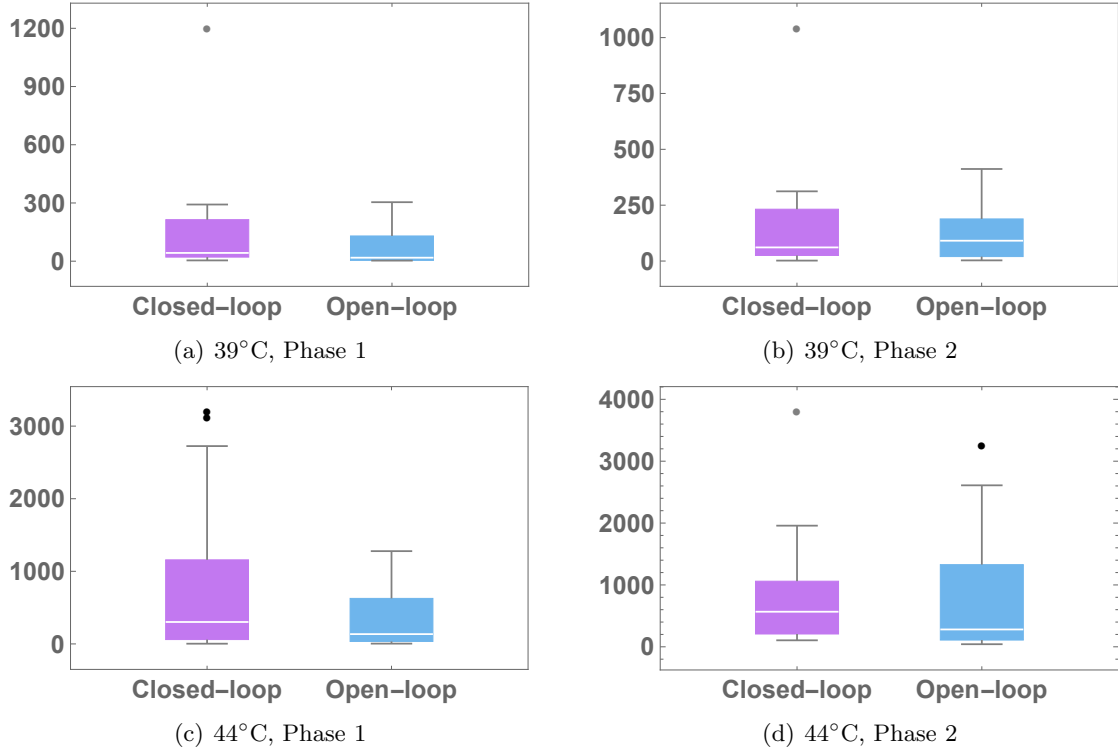 1200
900
600
300
0
Closed-loop Open-loop
(a) 39°C, Phase 1
1000
750
500
250
0
Closed-loop Open-loop
(b) 39°C, Phase 2
3000
2000
1000
0
Closed-loop Open-loop
(c) 44°C, Phase 1
4000
3000
2000
1000
0
Closed-loop Open-loop
(d) 44°C, Phase 2